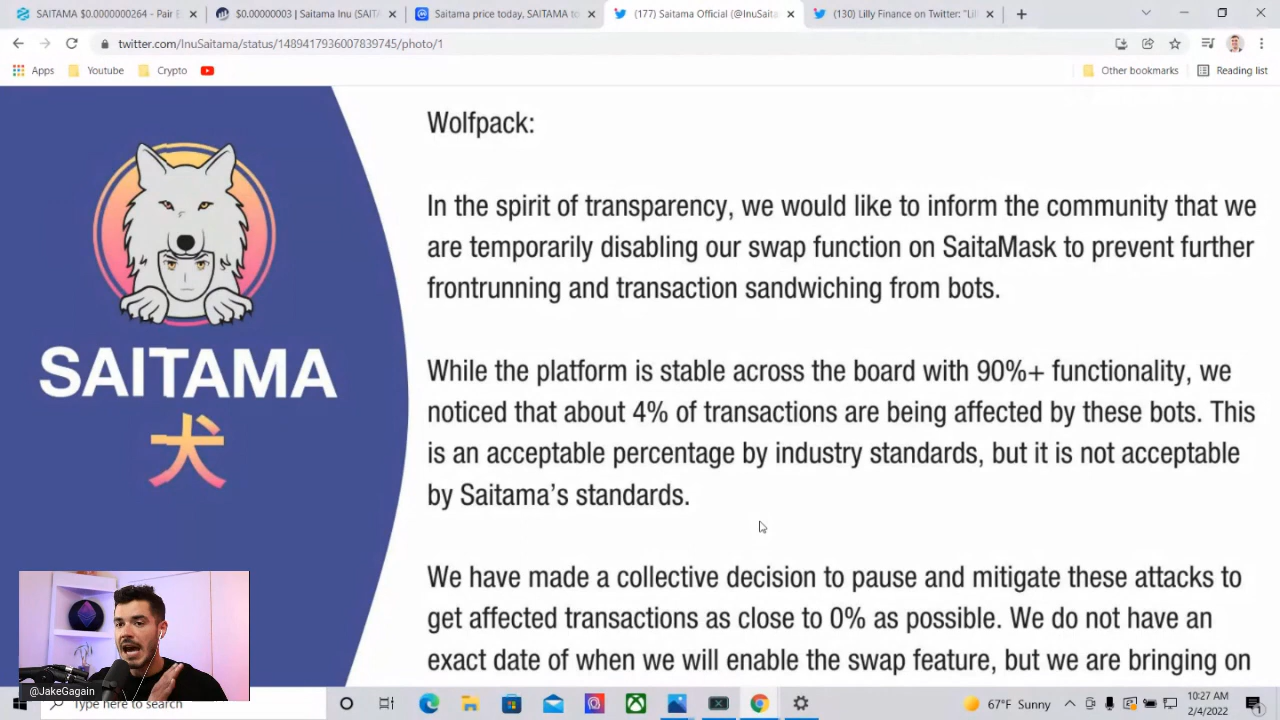 SAITAMA $0.0000000264 - Pair E
$0.00000003 | Saitama Inu (SAIT
Saitama price today, SAITAMA to
(177) Saitama Official (@InuSaita
(130) Lilly Finance on Twitter: "Lil
twitter.com/InuSaitama/status/1489417936007839745/photo/1
Apps
Youtube
Crypto
Other bookmarks
Reading list
Wolfpack:
In the spirit of transparency, we would like to inform the community that we
are temporarily disabling our swap function on SaitaMask to prevent further
frontrunning and transaction sandwiching from bots.
While the platform is stable across the board with 90%+ functionality, we
noticed that about 4% of transactions are being affected by these bots. This
is an acceptable percentage by industry standards, but it is not acceptable
by Saitama's standards.
We have made a collective decision to pause and mitigate these attacks to
get affected transactions as close to 0% as possible. We do not have an
exact date of when we will enable the swap feature, but we are bringing on
SAITAMA
犬
@JakeGagain
Type here to search
67°F Sunny
10:27 AM
2/4/2022
1